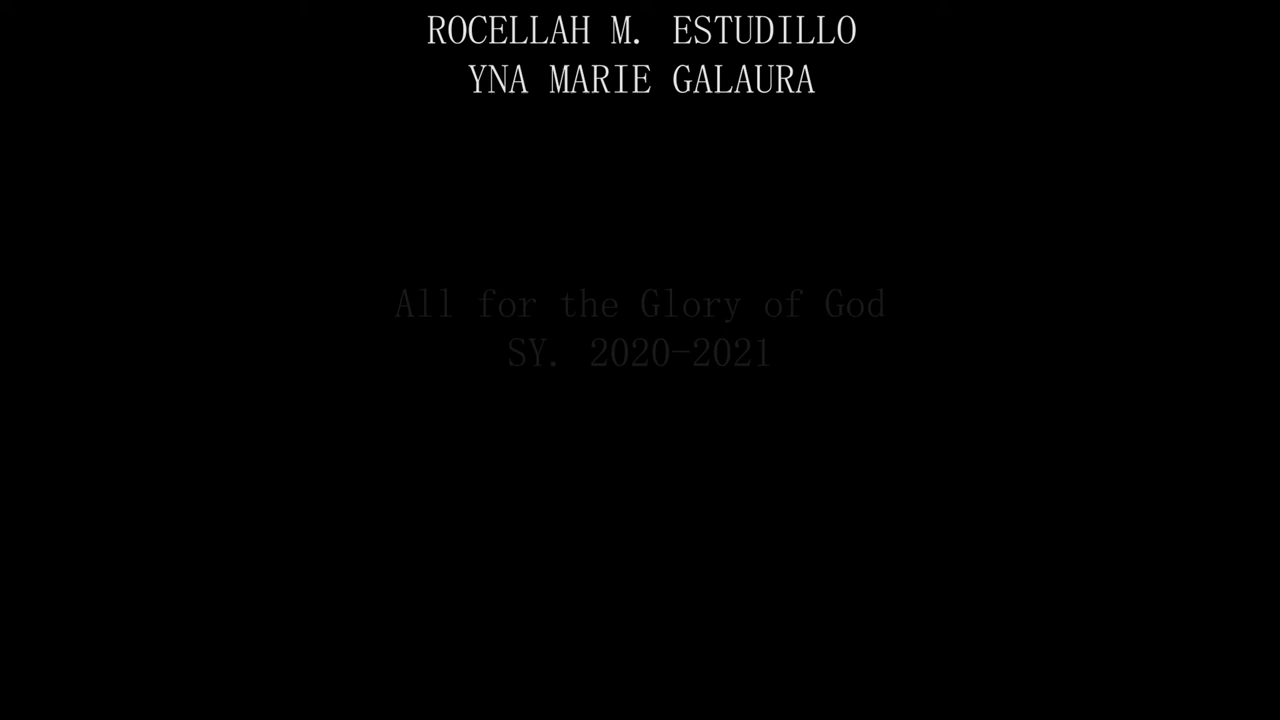 ROCELLAH M. ESTUDILLO
YNA MARIE GALAURA
All for the Glory of God
SY. 2020-2021